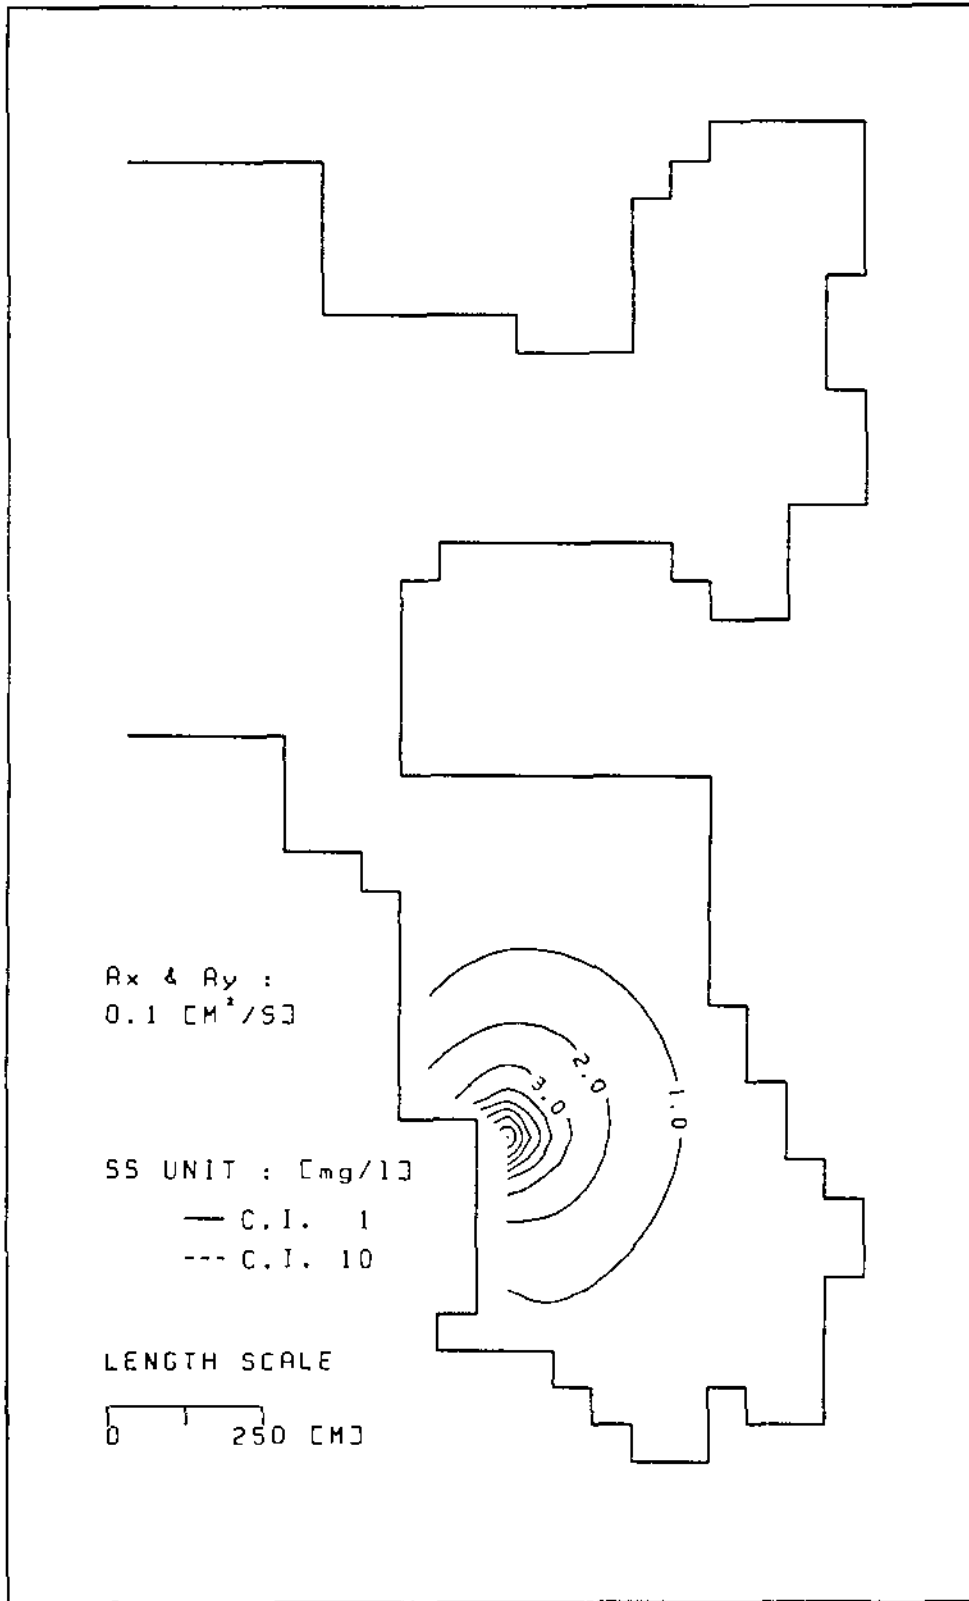 Ax & Ay :
0.1 [M²/S]
2.0
3.0
1.0
SS UNIT : [mg/l]
C.I. 1
C.I. 10
LENGTH SCALE
0 250 [M]